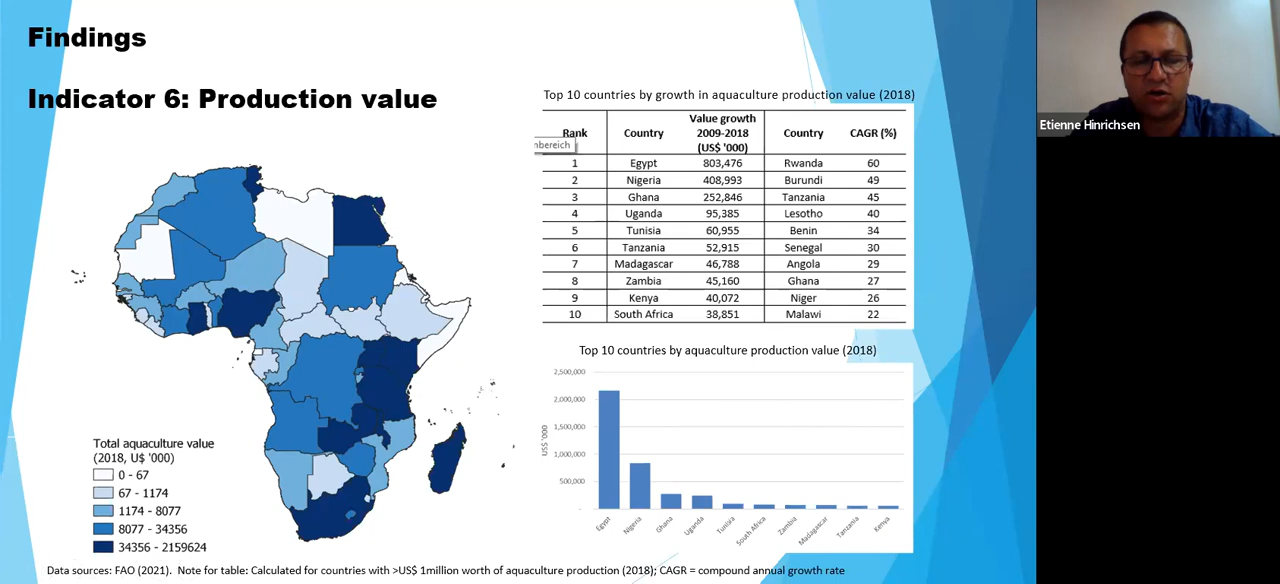 Findings
Indicator 6: Production value
Etienne Hinrichsen
Top 10 countries by growth in aquaculture production value (2018)
Rank Country Value growth 2009-2018 (US$ '000) Country CAGR (%)
nbereich
1 Egypt 803,476 Rwanda 60
2 Nigeria 408,993 Burundi 49
3 Ghana 252,846 Tanzania 45
4 Uganda 95,385 Lesotho 40
5 Tunisia 60,955 Benin 34
6 Tanzania 52,915 Senegal 30
7 Madagascar 46,788 Angola 29
8 Zambia 45,160 Ghana 27
9 Kenya 40,072 Niger 26
10 South Africa 38,851 Malawi 22
Total aquaculture value
(2018, U$ '000)
0 - 67
67 - 1174
1174 - 8077
8077 - 34356
34356 - 2159624
Top 10 countries by aquaculture production value (2018)
US$ '000
2,500,000
2,000,000
1,500,000
1,000,000
500,000
-
Egypt Nigeria Ghana Uganda Tunisia South Africa Zambia Madagascar Tanzania Kenya
Data sources: FAO (2021). Note for table: Calculated for countries with >US$ 1million worth of aquaculture production (2018); CAGR = compound annual growth rate